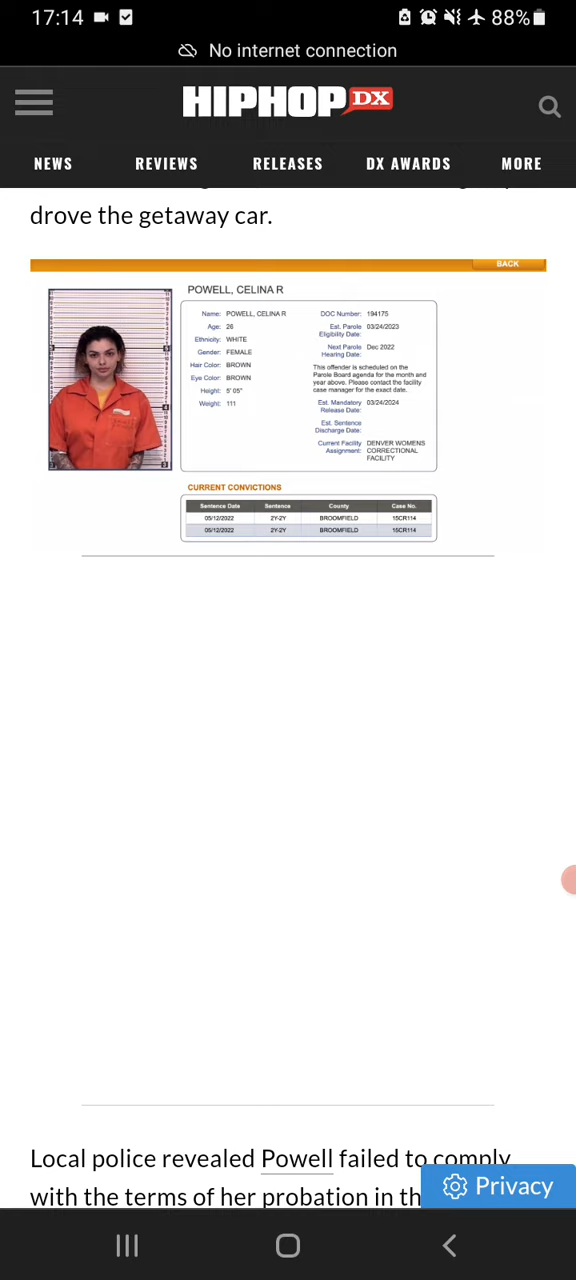 17:14
88%
No internet connection
HIPHOP DX
NEWS REVIEWS RELEASES DX AWARDS MORE
drove the getaway car.
BACK
POWELL, CELINA R
Name: POWELL, CELINA R
Age: 26
Ethnicity: WHITE
Gender: FEMALE
Hair Color: BROWN
Eye Color: BROWN
Height: 5' 05"
Weight: 111
DOC Number: 194175
Est. Parole 03/24/2023
Eligibility Date:
Next Parole Dec 2022
Hearing Date:
This offender is scheduled on the
Parole Board agenda for the month and
year above. Please contact the facility
case manager for the exact date.
Est. Mandatory 03/24/2024
Release Date:
Est. Sentence
Discharge Date:
Current Facility DENVER WOMENS
Assignment: CORRECTIONAL
FACILITY
CURRENT CONVICTIONS
Sentence Date Sentence County Case No.
05/12/2022 2Y-2Y BROOMFIELD 15CR114
05/12/2022 2Y-2Y BROOMFIELD 15CR114
Local police revealed Powell failed to comply
with the terms of her probation in th
Privacy